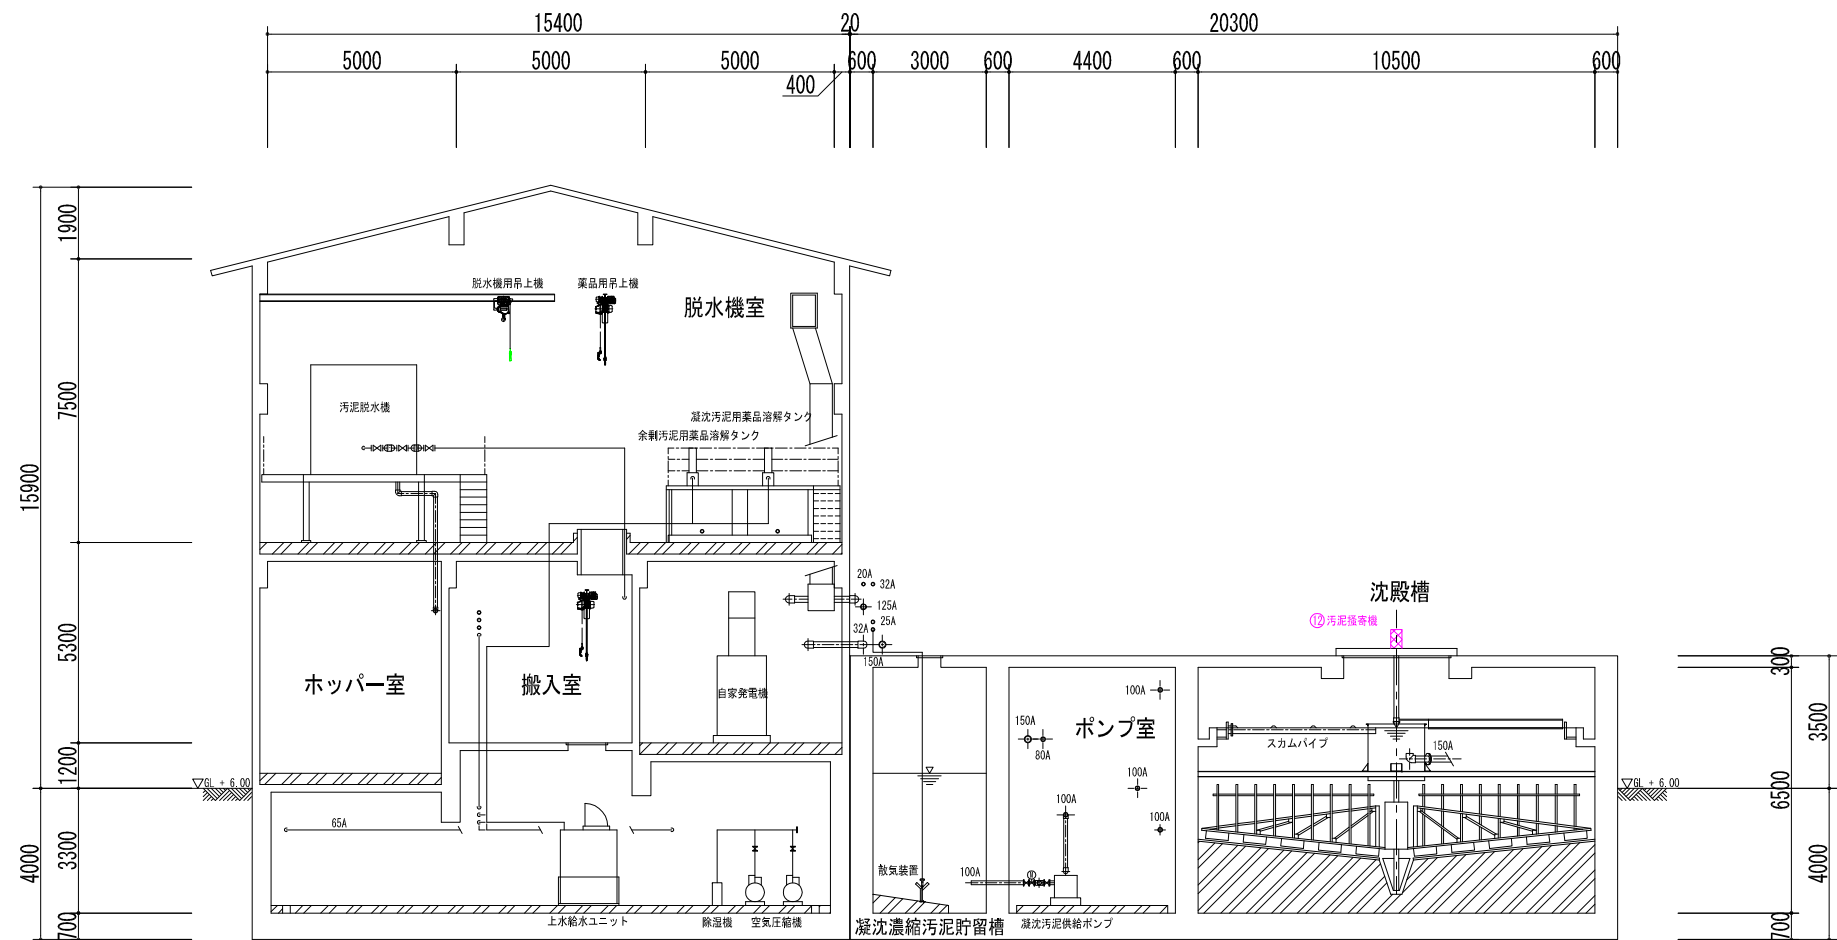 15400
20
20300
5000
5000
5000
400
600
3000
600
4400
600
10500
600
1900
7500
15900
5300
1200
3300
4000
700
脱水機用吊上機
薬品用吊上機
脱水機室
汚泥脱水機
凝沈汚泥用薬品溶解タンク
余剰汚泥用薬品溶解タンク
20A
32A
125A
25A
32A
150A
沈殿槽
⑫汚泥掻寄機
ホッパー室
搬入室
自家発電機
100A
150A
80A
ポンプ室
スカムパイプ
150A
300
3500
6500
4000
700
GL + 6.00
GL + 6.00
100A
100A
100A
65A
散気装置
100A
上水給水ユニット
除湿機
空気圧縮機
凝沈濃縮汚泥貯留槽
凝沈汚泥供給ポンプ